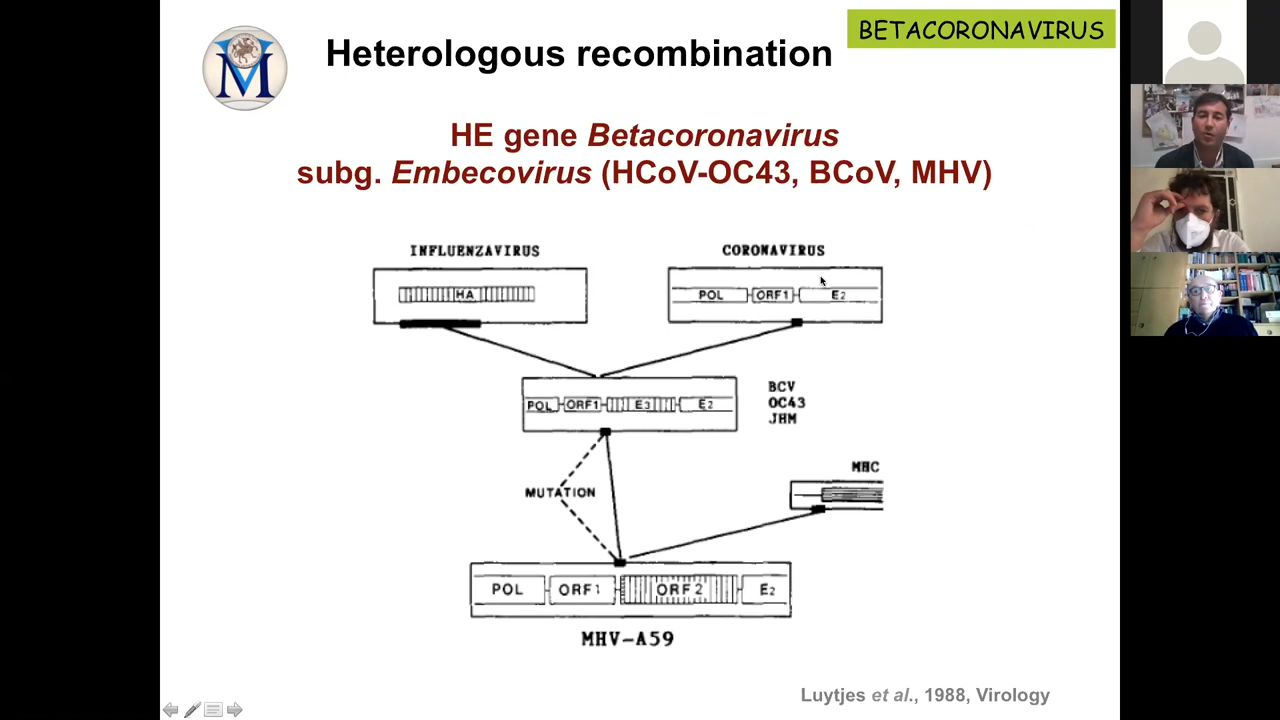 BETACORONAVIRUS
Heterologous recombination
HE gene Betacoronavirus
subg. Embecovirus (HCoV-OC43, BCoV, MHV)
INFLUENZAVIRUS
CORONAVIRUS
HA
POL ORF1 E2
POL ORF1 E3 E2
BCV
OC43
JHM
MHC
MUTATION
POL ORF1 ORF2 E2
MHV-A59
Luytjes et al., 1988, Virology